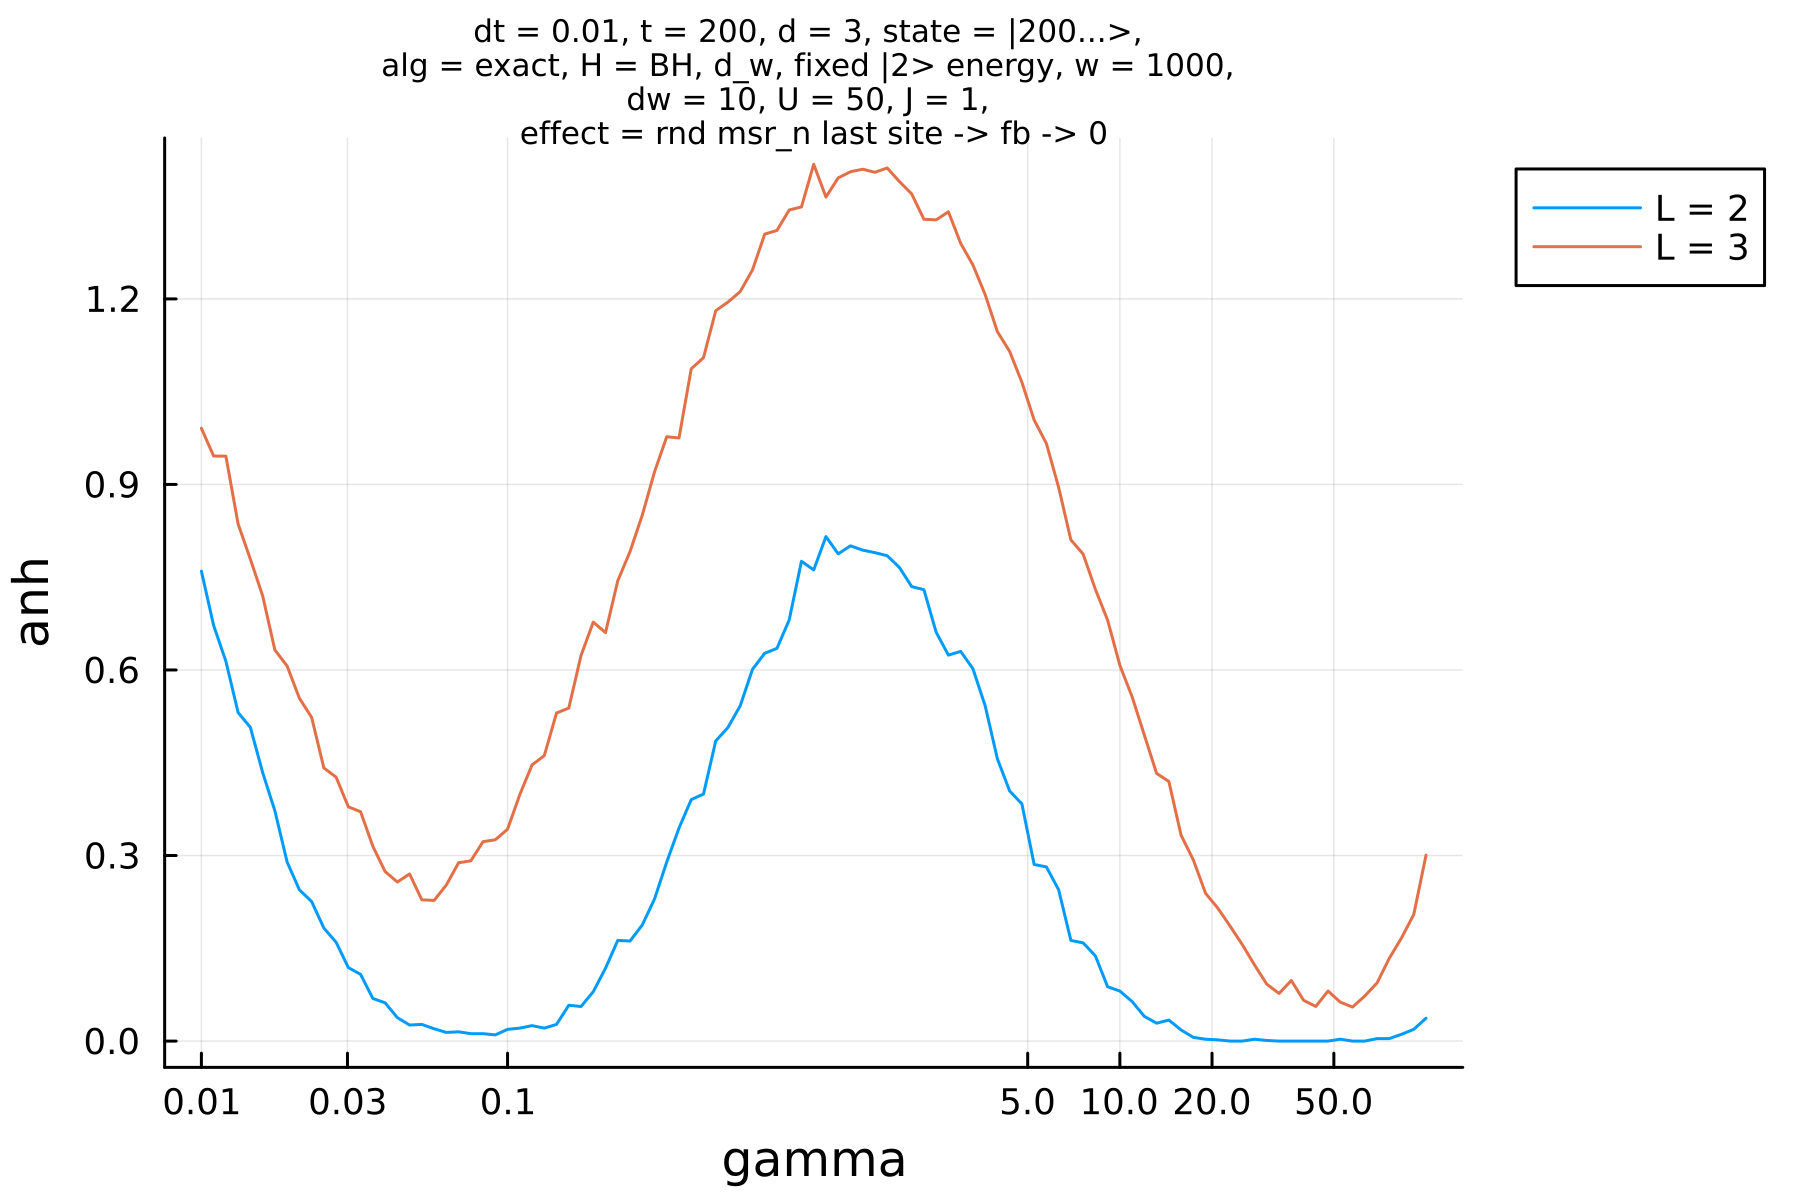 dt = 0.01, t = 200, d = 3, state = |200...>,
alg = exact, H = BH, d_w, fixed |2> energy, w = 1000,
dw = 10, U = 50, J = 1,
effect = rnd msr_n last site -> fb -> 0
L = 2
L = 3
1.2
0.9
0.6
0.3
0.0
anh
0.01 0.03 0.1 5.0 10.0 20.0 50.0
gamma